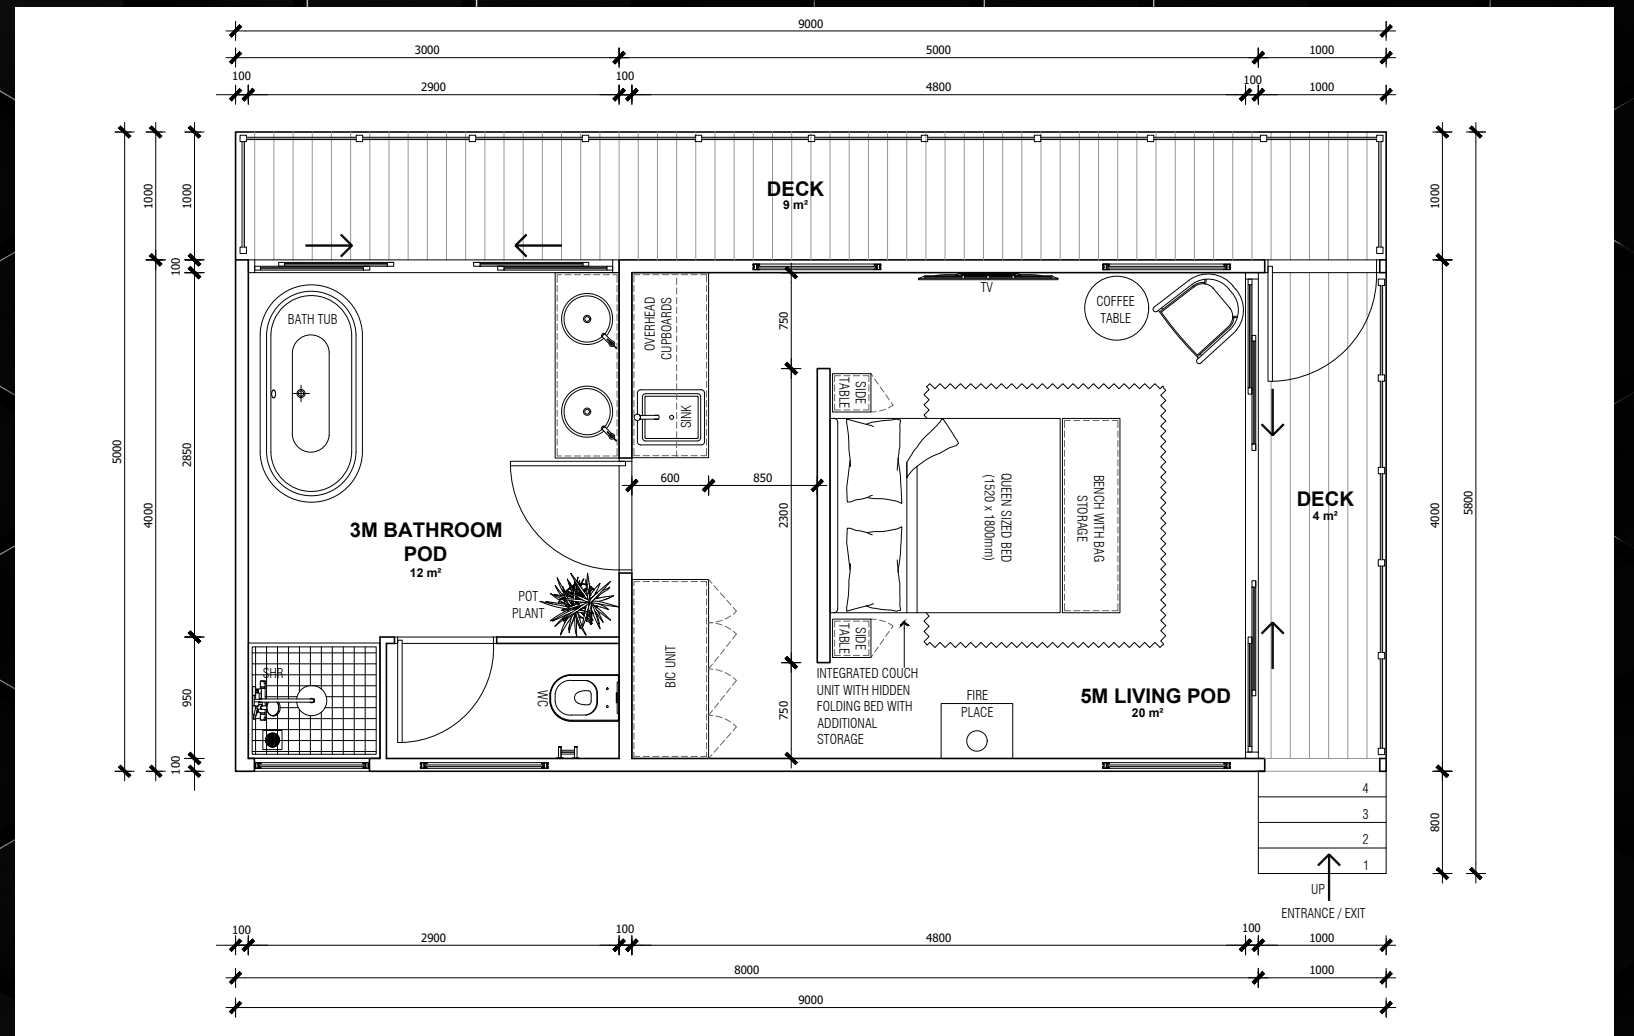 9000
3000
5000
1000
100
2900
100
4800
100
1000
5000
1000
4000
1000
100
2850
950
100
DECK
9 m²
1000
4000
800
5800
BATH TUB
OVERHEAD
CUPBOARDS
SINK
750
2300
750
TV
COFFEE
TABLE
SIDE
TABLE
600
850
QUEEN SIZED BED
(1520 x 1800mm)
BENCH WITH BAG
STORAGE
DECK
4 m²
3M BATHROOM
POD
12 m²
POT
PLANT
SIDE
TABLE
SHR
WC
BIC UNIT
INTEGRATED COUCH
UNIT WITH HIDDEN
FOLDING BED WITH
ADDITIONAL
STORAGE
FIRE
PLACE
5M LIVING POD
20 m²
4
3
2
1
UP
ENTRANCE / EXIT
100
2900
100
4800
100
1000
8000
1000
9000